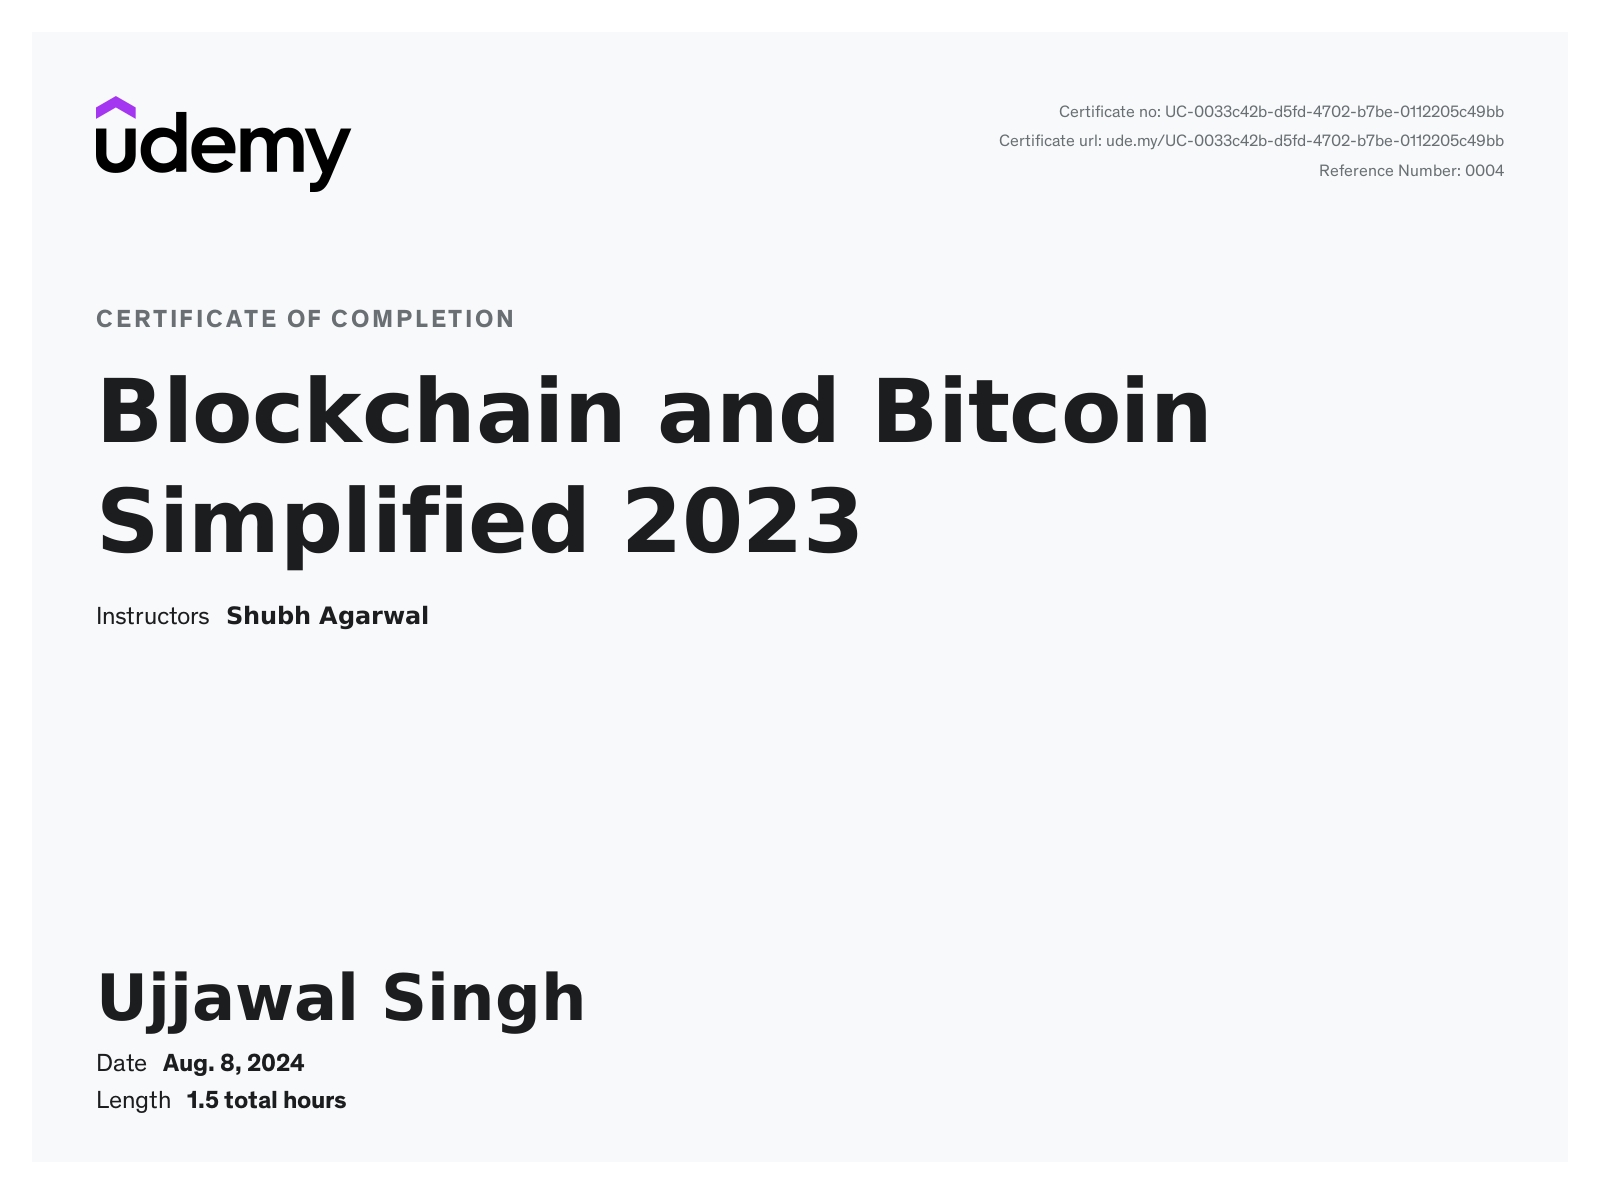 udemy
Certificate no: UC-0033c42b-d5fd-4702-b7be-0112205c49bb
Certificate url: ude.my/UC-0033c42b-d5fd-4702-b7be-0112205c49bb
Reference Number: 0004
CERTIFICATE OF COMPLETION
Blockchain and Bitcoin
Simplified 2023
Instructors Shubh Agarwal
Ujjawal Singh
Date Aug. 8, 2024
Length 1.5 total hours